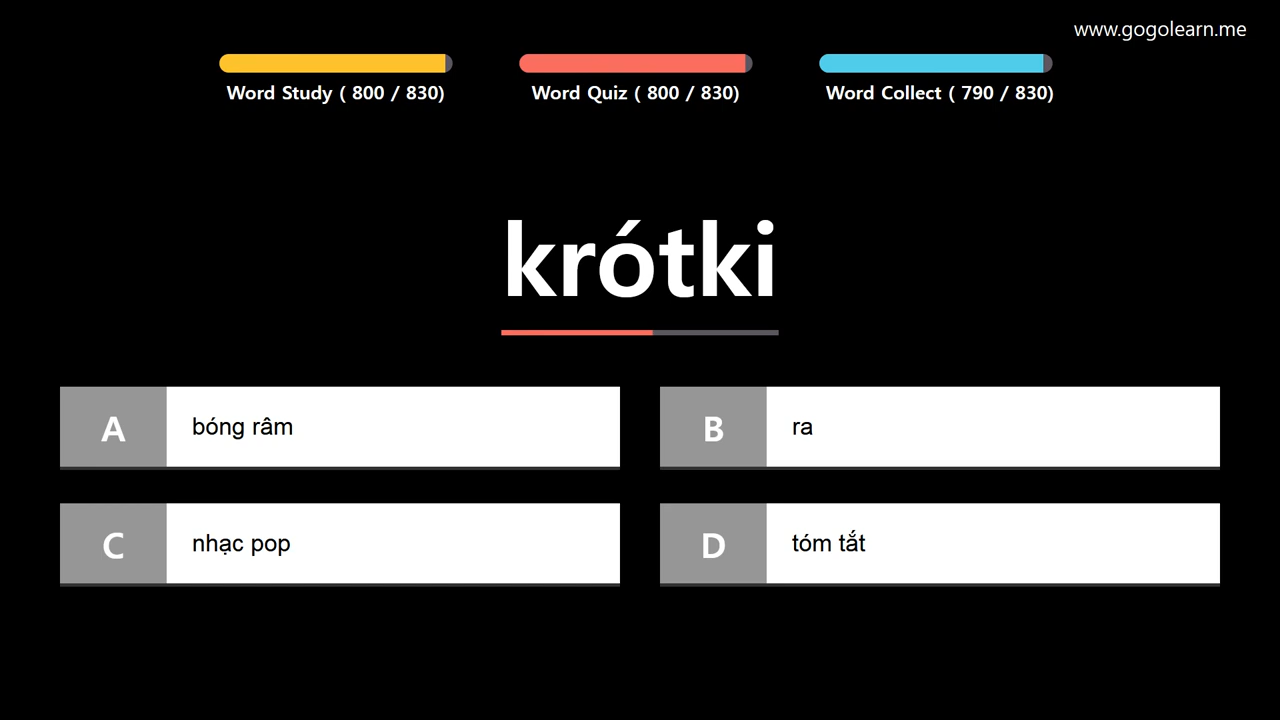 www.gogolearn.me
Word Study ( 800 / 830)
Word Quiz ( 800 / 830)
Word Collect ( 790 / 830)
krótki
A bóng râm
B ra
C nhạc pop
D tóm tắt